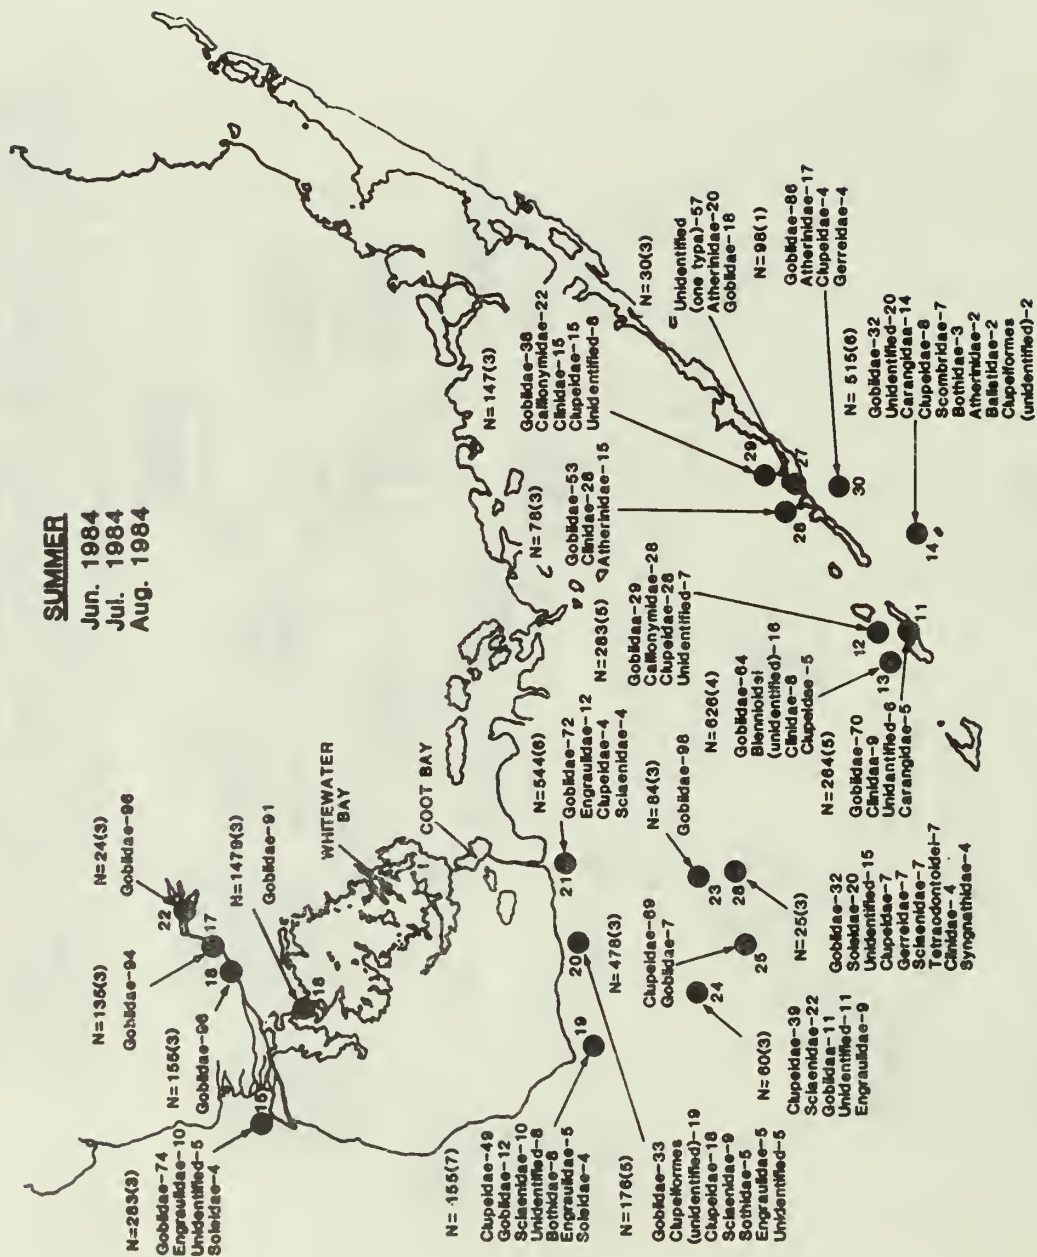 SUMMER
Jun. 1984
Jul. 1984
Aug. 1984
N=24(3)
Gobiidae-96
22
N=135(3)
Gobiidae-94
17
N=155(3)
Gobiidae-96
18
N=1479(3)
Gobiidae-91
18
WHITEWATER
BAY
COOT BAY
N=283(3)
Gobiidae-74
Engraulidae-10
Unidentified-5
Soleidae-4
15
N=155(7)
Clupeidae-49
Gobiidae-12
Sciaenidae-10
Unidentified-8
Bothidae-8
Engraulidae-5
Soleidae-4
19
N=176(5)
Gobiidae-33
Clupeiformes
(unidentified)-19
Clupeidae-18
Sciaenidae-9
Bothidae-5
Engraulidae-5
Unidentified-5
20
N=544(6)
Gobiidae-72
Engraulidae-12
Clupeidae-4
Sciaenidae-4
21
N=478(3)
Clupeidae-69
Gobiidae-7
25
N=84(3)
Gobiidae-98
23
N=60(3)
Clupeidae-39
Sciaenidae-22
Gobiidaa-11
Unidentified-11
Engraulidae-9
24
N=25(3)
Gobiidae-32
Soleidae-20
Unidentified-15
Clupeidae-7
Gerreidae-7
Sciaenidae-7
Tetraodontoidei-7
Clinidae-4
Syngnathidae-4
28
N=283(5)
Gobiidaa-29
Callionymidae-28
Clupeidae-28
Unidentified-7
12
N=626(4)
Gobiidae-64
Blennioidei
(unidentified)-16
Clinidae-8
Clupeidae-5
13
N=264(5)
Gobiidae-70
Clinidaa-9
Unidantified-6
Carangidae-5
11
N=78(3)
Gobiidae-53
Clinidae-28
Atherinidae-15
28
N=147(3)
Gobiidae-38
Callionymidae-22
Clinidae-15
Clupeidae-15
Unidentified-8
29
N=30(3)
Unidentified
(one typa)-57
Atherinidae-20
Gobiidae-18
27
N=98(1)
Gobiidae-86
Atherinidae-17
Clupeidae-4
Gerreidae-4
30
N=515(6)
Gobiidae-32
Unidentified-20
Carangidaa-14
Clupeidae-8
Scombridae-7
Bothidae-3
Atherinidae-2
Balistidae-2
Clupeiformes
(unidentified)-2
14